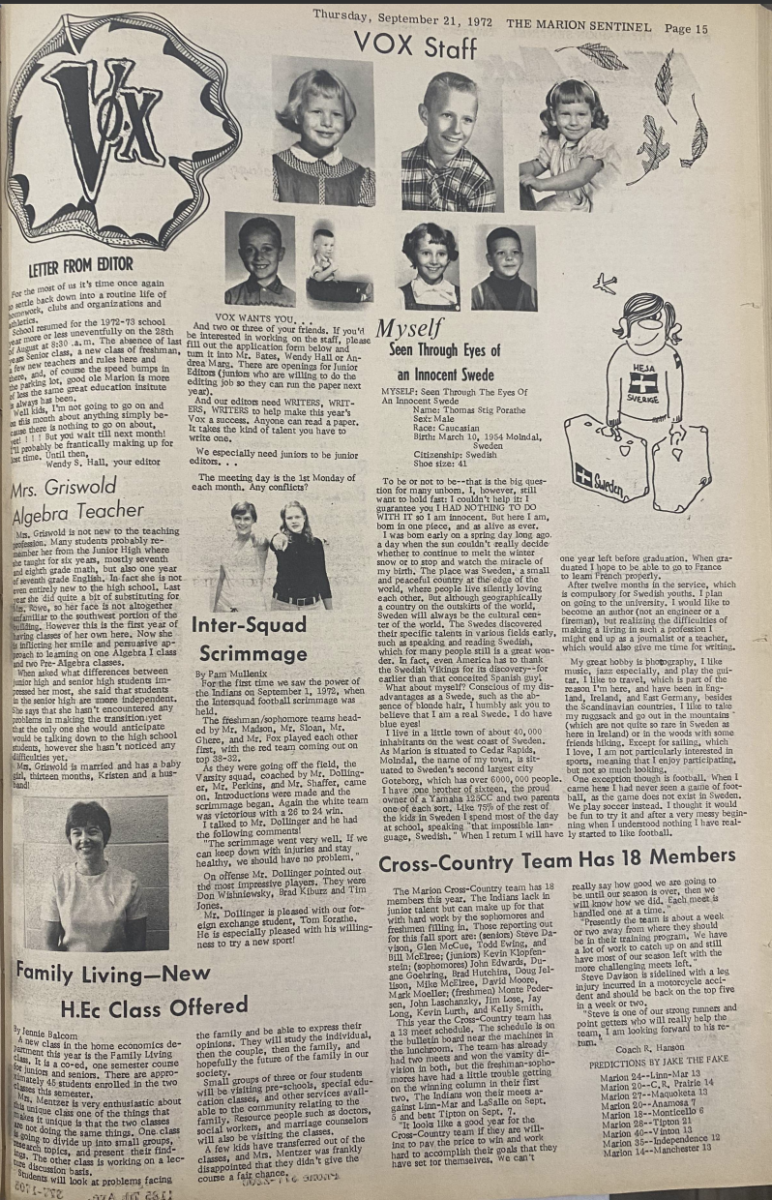 Thursday, September 21, 1972 THE MARION SENTINEL Page 15
VOX
VOX Staff
LETTER FROM EDITOR
For the most of us it's time once again
to settle back down into a routine life of
homework, clubs and organizations and
athletics.
School resumed for the 1972-73 school
year more or less uneventfully on the 28th
of August at 8:30 .a.m. The absence of last
years Senior class, a new class of freshman,
a few new teachers and rules here and
there, and, of course the speed bumps in
the parking lot, good ole Marion is more
or less the same great education insitute
it always has been.
Well kids, I'm not going to go on and
on this month about anything simply be-
cause there is nothing to go on about,
yet! ! ! ! But you wait till next month!
I'll probably be frantically making up for
lost time. Until then,
Wendy S. Hall, your editor
Mrs. Griswold
Algebra Teacher
Mrs. Griswold is not new to the teaching
profession. Many students probably re-
member her from the Junior High where
she taught for six years, mostly seventh
and eighth grade math, but also one year
of seventh grade English. In fact she is not
even entirely new to the high school. Last
year she did quite a bit of substituting for
Mrs. Rowe, so her face is not altogether
unfamiliar to the southwest portion of the
building. However this is the first year of
having classes of her own here. Now she
is inflicting her smile and persuasive ap-
proach to learning on one Algebra 1 class
and two Pre-Algebra classes.
When asked what differences between
junior high and senior high students im-
pressed her most, she said that students
in the senior high are more independent.
She says that she hasn't encountered any
problems in making the transition yet
that the only one she would anticipate
would be talking down to the high school
students, however she hasn't noticed any
difficulties yet.
Mrs. Griswold is married and has a baby
girl, thirteen months, Kristen and a hus-
band!
VOX WANTS YOU. . .
And two or three of your friends. If you'd
be interested in working on the staff, please
fill out the application form below and
turn it into Mr. Bates, Wendy Hall or An-
drea Marg. There are openings for Junior
Editors (juniors who are willing to do the
editing job so they can run the paper next
year).
And our editors need WRITERS, WRIT-
ERS, WRITERS to help make this year's
Vox a success. Anyone can read a paper.
It takes the kind of talent you have to
write one.
We especially need juniors to be junior
editors. . .
The meeting day is the 1st Monday of
each month. Any conflicts?
Inter-Squad
Scrimmage
By Pam Mullenix
For the first time we saw the power of
the Indians on September 1, 1972, when
the Intersquad football scrimmage was
held.
The freshman/sophomore teams head-
ed by Mr. Madson, Mr. Sloan, Mr.
Ghere, and Mr. Fox played each other
first, with the red team coming out on
top 38-32.
As they were going off the field, the
Varsity squad, coached by Mr. Dolling-
er, Mr. Perkins, and Mr. Shaffer, came
on. Introductions were made and the
scrimmage began. Again the white team
was victorious with a 26 to 24 win.
I talked to Mr. Dollinger and he had
the following comments!
"The scrimmage went very well. If we
can keep down with injuries and stay
healthy, we should have no problem."
On offense Mr. Dollinger pointed out
the most impressive players. They were
Don Wishniewsky, Brad Kiburz and Tim
Jones.
Mr. Dollinger is pleased with our for-
eign exchange student, Tom Porathe.
He is especially pleased with his willing-
ness to try a new sport!
Myself
Seen Through Eyes of
an Innocent Swede
MYSELF: Seen Through The Eyes Of
An Innocent Swede
Name: Thomas Stig Porathe
Sex: Male
Race: Caucasian
Birth: March 10, 1954 Molndal,
Sweden
Citizenship: Swedish
Shoe size: 41
HEJA
SVERIGE
Sweden
To be or not to be--that is the big ques-
tion for many unborn. I, however, still
want to hold fast: I couldn't help it: I
guarantee you I HAD NOTHING TO DO
WITH IT so I am innocent. But here I am,
born in one piece, and as alive as ever.
I was born early on a spring day long ago.
a day when the sun couldn't really decide
whether to continue to melt the winter
snow or to stop and watch the miracle of
my birth. The place was Sweden, a small
and peaceful country at the edge of the
world, where people live silently loving
each other. But although geographically
a country on the outskirts of the world,
Sweden will always be the cultural cen-
ter of the world. The Swedes discovered
their specific talents in various fields early,
such as speaking and reading Swedish,
which for many people still is a great won-
der. In fact, even America has to thank
the Swedish Vikings for its discovery--for
earlier than that conceited Spanish guy!
What about myself? Conscious of my dis-
advantages as a Swede, such as the ab-
sence of blonde hair, I humbly ask you to
believe that I am a real Swede. I do have
blue eyes!
I live in a little town of about 40,000
inhabitants on the west coast of Sweden.
As Marion is situated to Cedar Rapids,
Molndal, the name of my town, is sit-
uated to Sweden's second largest city
Goteborg, which has over 6000,000 people.
I have one brother of sixteen, the proud
owner of a Yamaha 125CC and two parents
one of each sort. Like 75% of the rest of
the kids in Sweden I spend most of the day
at school, speaking "that impossible lan-
guage, Swedish." When I return I will have
one year left before graduation. When gra-
duated I hope to be able to go to France
to learn French properly.
After twelve months in the service, which
is compulsory for Swedish youths. I plan
on going to the university. I would like to
become an author (not an engineer or a
fireman), but realizing the difficulties of
making a living in such a profession I
might end up as a journalist or a teacher,
which would also give me time for writing.
My great hobby is photography, I like
music, jazz especially, and play the gui-
tar, I like to travel, which is part of the
reason I'm here, and have been in Eng-
land, Ireland, and East Germany, besides
the Scandinavian countries. I like to take
my rugsack and go out in the mountains
(which are not quite so rare in Sweden as
here in Ireland) or in the woods with some
friends hiking. Except for sailing, which
I love, I am not particularly interested in
sports, meaning that I enjoy participating,
but not so much looking.
One exception though is football. When I
came here I had never seen a game of foot-
ball, as the game does not exist in Sweden.
We play soccer instead. I thought it would
be fun to try it and after a very messy begin-
ning when I understood nothing I have real-
ly started to like football.
Cross-Country Team Has 18 Members
The Marion Cross-Country team has 18
members this year. The Indians lack in
junior talent but can make up for that
with hard work by the sophomores and
freshmen filling in. Those reporting out
for this fall sport are: (seniors) Steve Da-
vison, Glen McCue, Todd Ewing, and
Bill McElree; (juniors) Kevin Klopfen-
stein; (sophomores) John Edwards, Du-
ane Goehring, Brad Hutchins, Doug Jel-
lison, Mike McElree, David Moore,
Mark Moeller; (freshmen) Monte Peder-
sen, John Laschanzky, Jim Lose, Jay
Long, Kevin Lurth, and Kelly Smith.
This year the Cross-Country team has
a 13 meet schedule. The schedule is on
the bulletin board near the machines in
the lunchroom. The team has already
had two meets and won the varsity di-
vision in both, but the freshman-sopho-
mores have had a little trouble getting
on the winning column in their first
two. The Indians won their meets a-
gainst Linn-Mar and LaSalle on Sept.
5 and beat Tipton on Sept. 7.
"It looks like a good year for the
Cross-Country team if they are will-
ing to pay the price to win and work
hard to accomplish their goals that they
have set for themselves. We can't
really say how good we are going to
be until our season is over, then we
will know how we did. Each meet is
handled one at a time."
"Presently the team is about a week
or two away from where they should
be in their training program. We have
a lot of work to catch up on and still
have most of our season left with the
more challenging meets left."
Steve Davison is sidelined with a leg
injury incurred in a motorcycle acci-
dent and should be back on the top five
in a week or two.
"Steve is one of our strong runners and
point getters who will really help the
team, I am looking forward to his re-
turn."
Coach R. Hanson
PREDICTIONS BY JAKE THE FAKE
Marion 24--Linn-Mar 13
Marion 20--C.R. Prairie 14
Marion 27--Maquoketa 13
Marion 20--Anamosa 7
Marion 18--Monticello 6
Marion 28--Tipton 21
Marion 40--Vinton 13
Marion 35--Independence 12
Marion 14--Manchester 13
Family Living—New
H.Ec Class Offered
By Jennie Balcom
A new class in the home economics de-
partment this year is the Family Living
class. It is a co-ed, one semester course
for juniors and seniors. There are appro-
ximately 45 students enrolled in the two
classes this semester.
Mrs. Mentzer is very enthusiastic about
this unique class one of the things that
makes it unique is that the two classes
are not doing the same things. One class
is going to divide up into small groups,
research topics, and present their find-
ings. The other class is working on a lec-
ture discussion basis.
Students will look at problems facing
the family and be able to express their
opinions. They will study the individual,
then the couple, then the family, and
hopefully the future of the family in our
society.
Small groups of three or four students
will be visiting pre-schools, special edu-
cation classes, and other services avail-
able to the community relating to the
family. Resource people such as doctors,
social workers, and marriage counselors
will also be visiting the classes.
A few kids have transferred out of the
classes, and Mrs. Mentzer was frankly
disappointed that they didn't give the
course a fair chance.